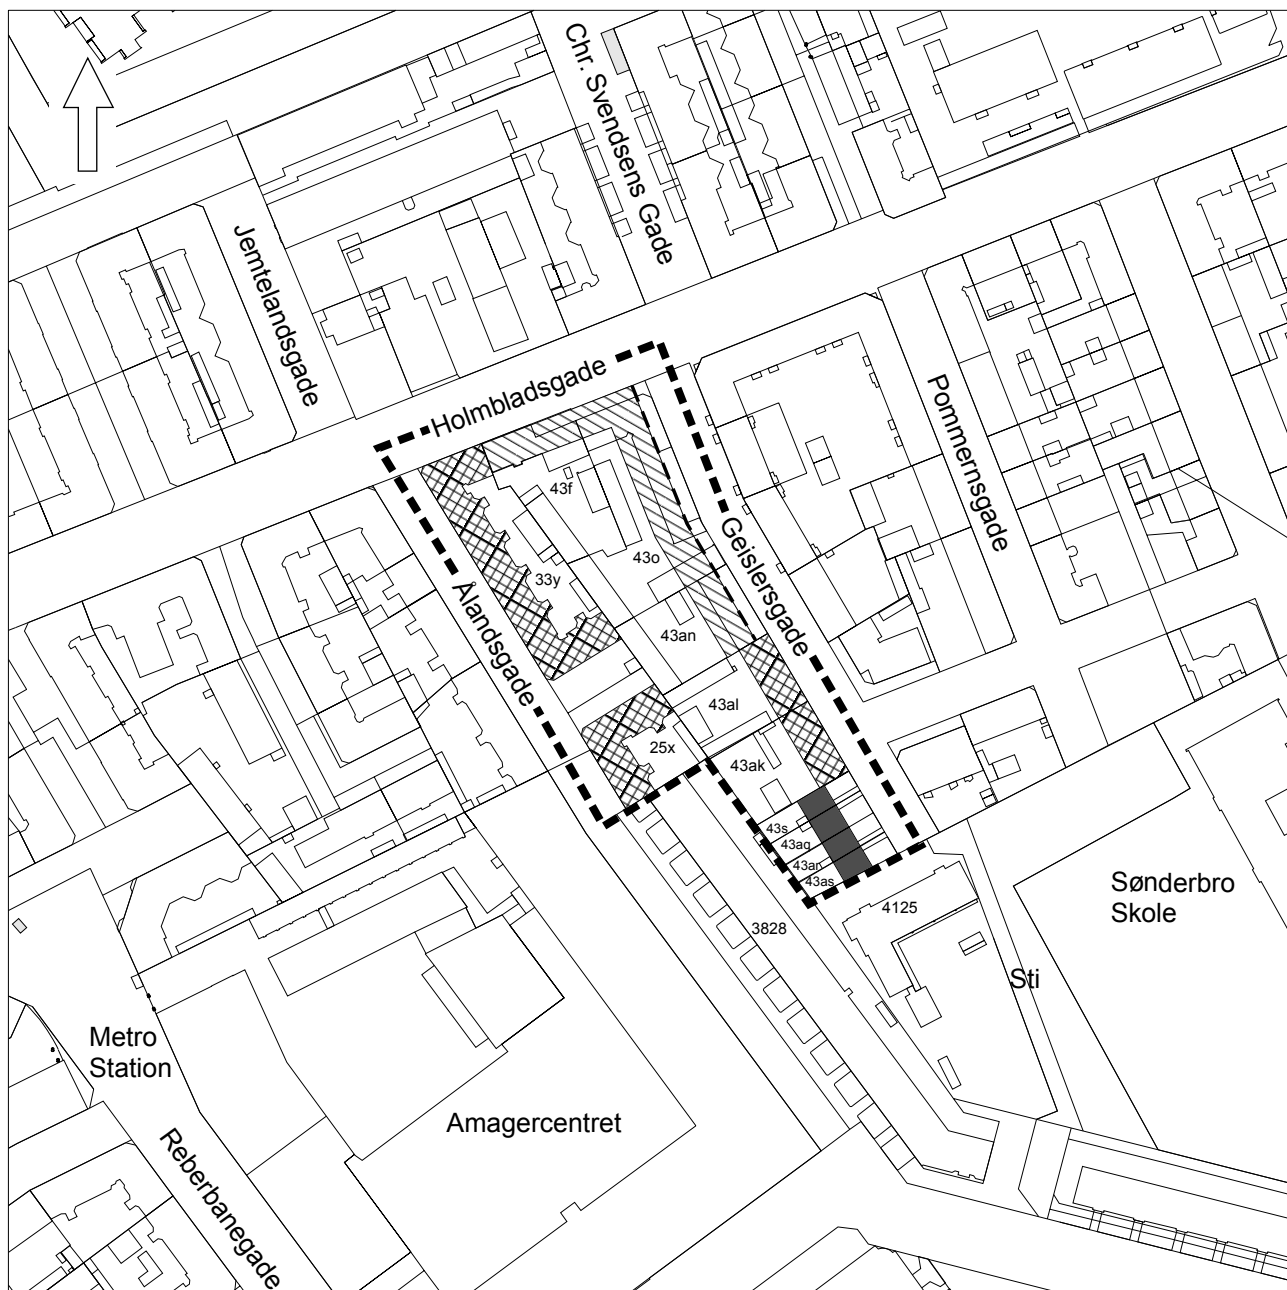 Chr. Svendsens Gade
Jemtelandsgade
Holmbladsgade
Pommernsgade
43f
43o
Geislersgade
33y
Ålandsgade
43an
43al
25x
43ak
43s
43aq
43ar
43as
4125
3828
Sønderbro
Skole
Sti
Metro
Station
Amagercentret
Reberbanegade